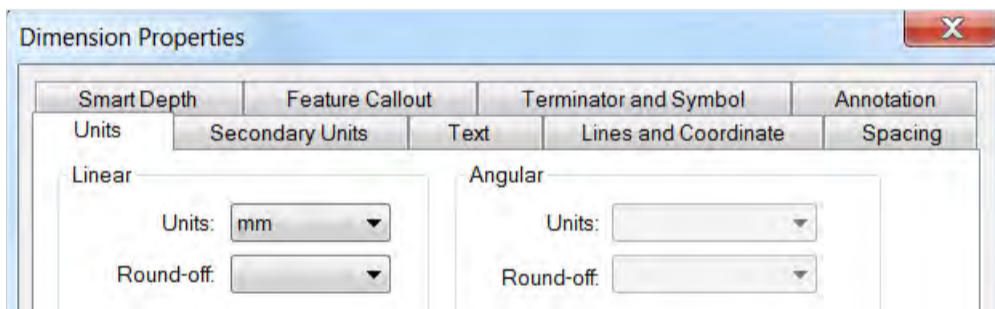 Dimension Properties
Smart Depth Feature Callout Terminator and Symbol Annotation
Units Secondary Units Text Lines and Coordinate Spacing
Linear Angular
Units: mm Units:
Round-off: Round-off: